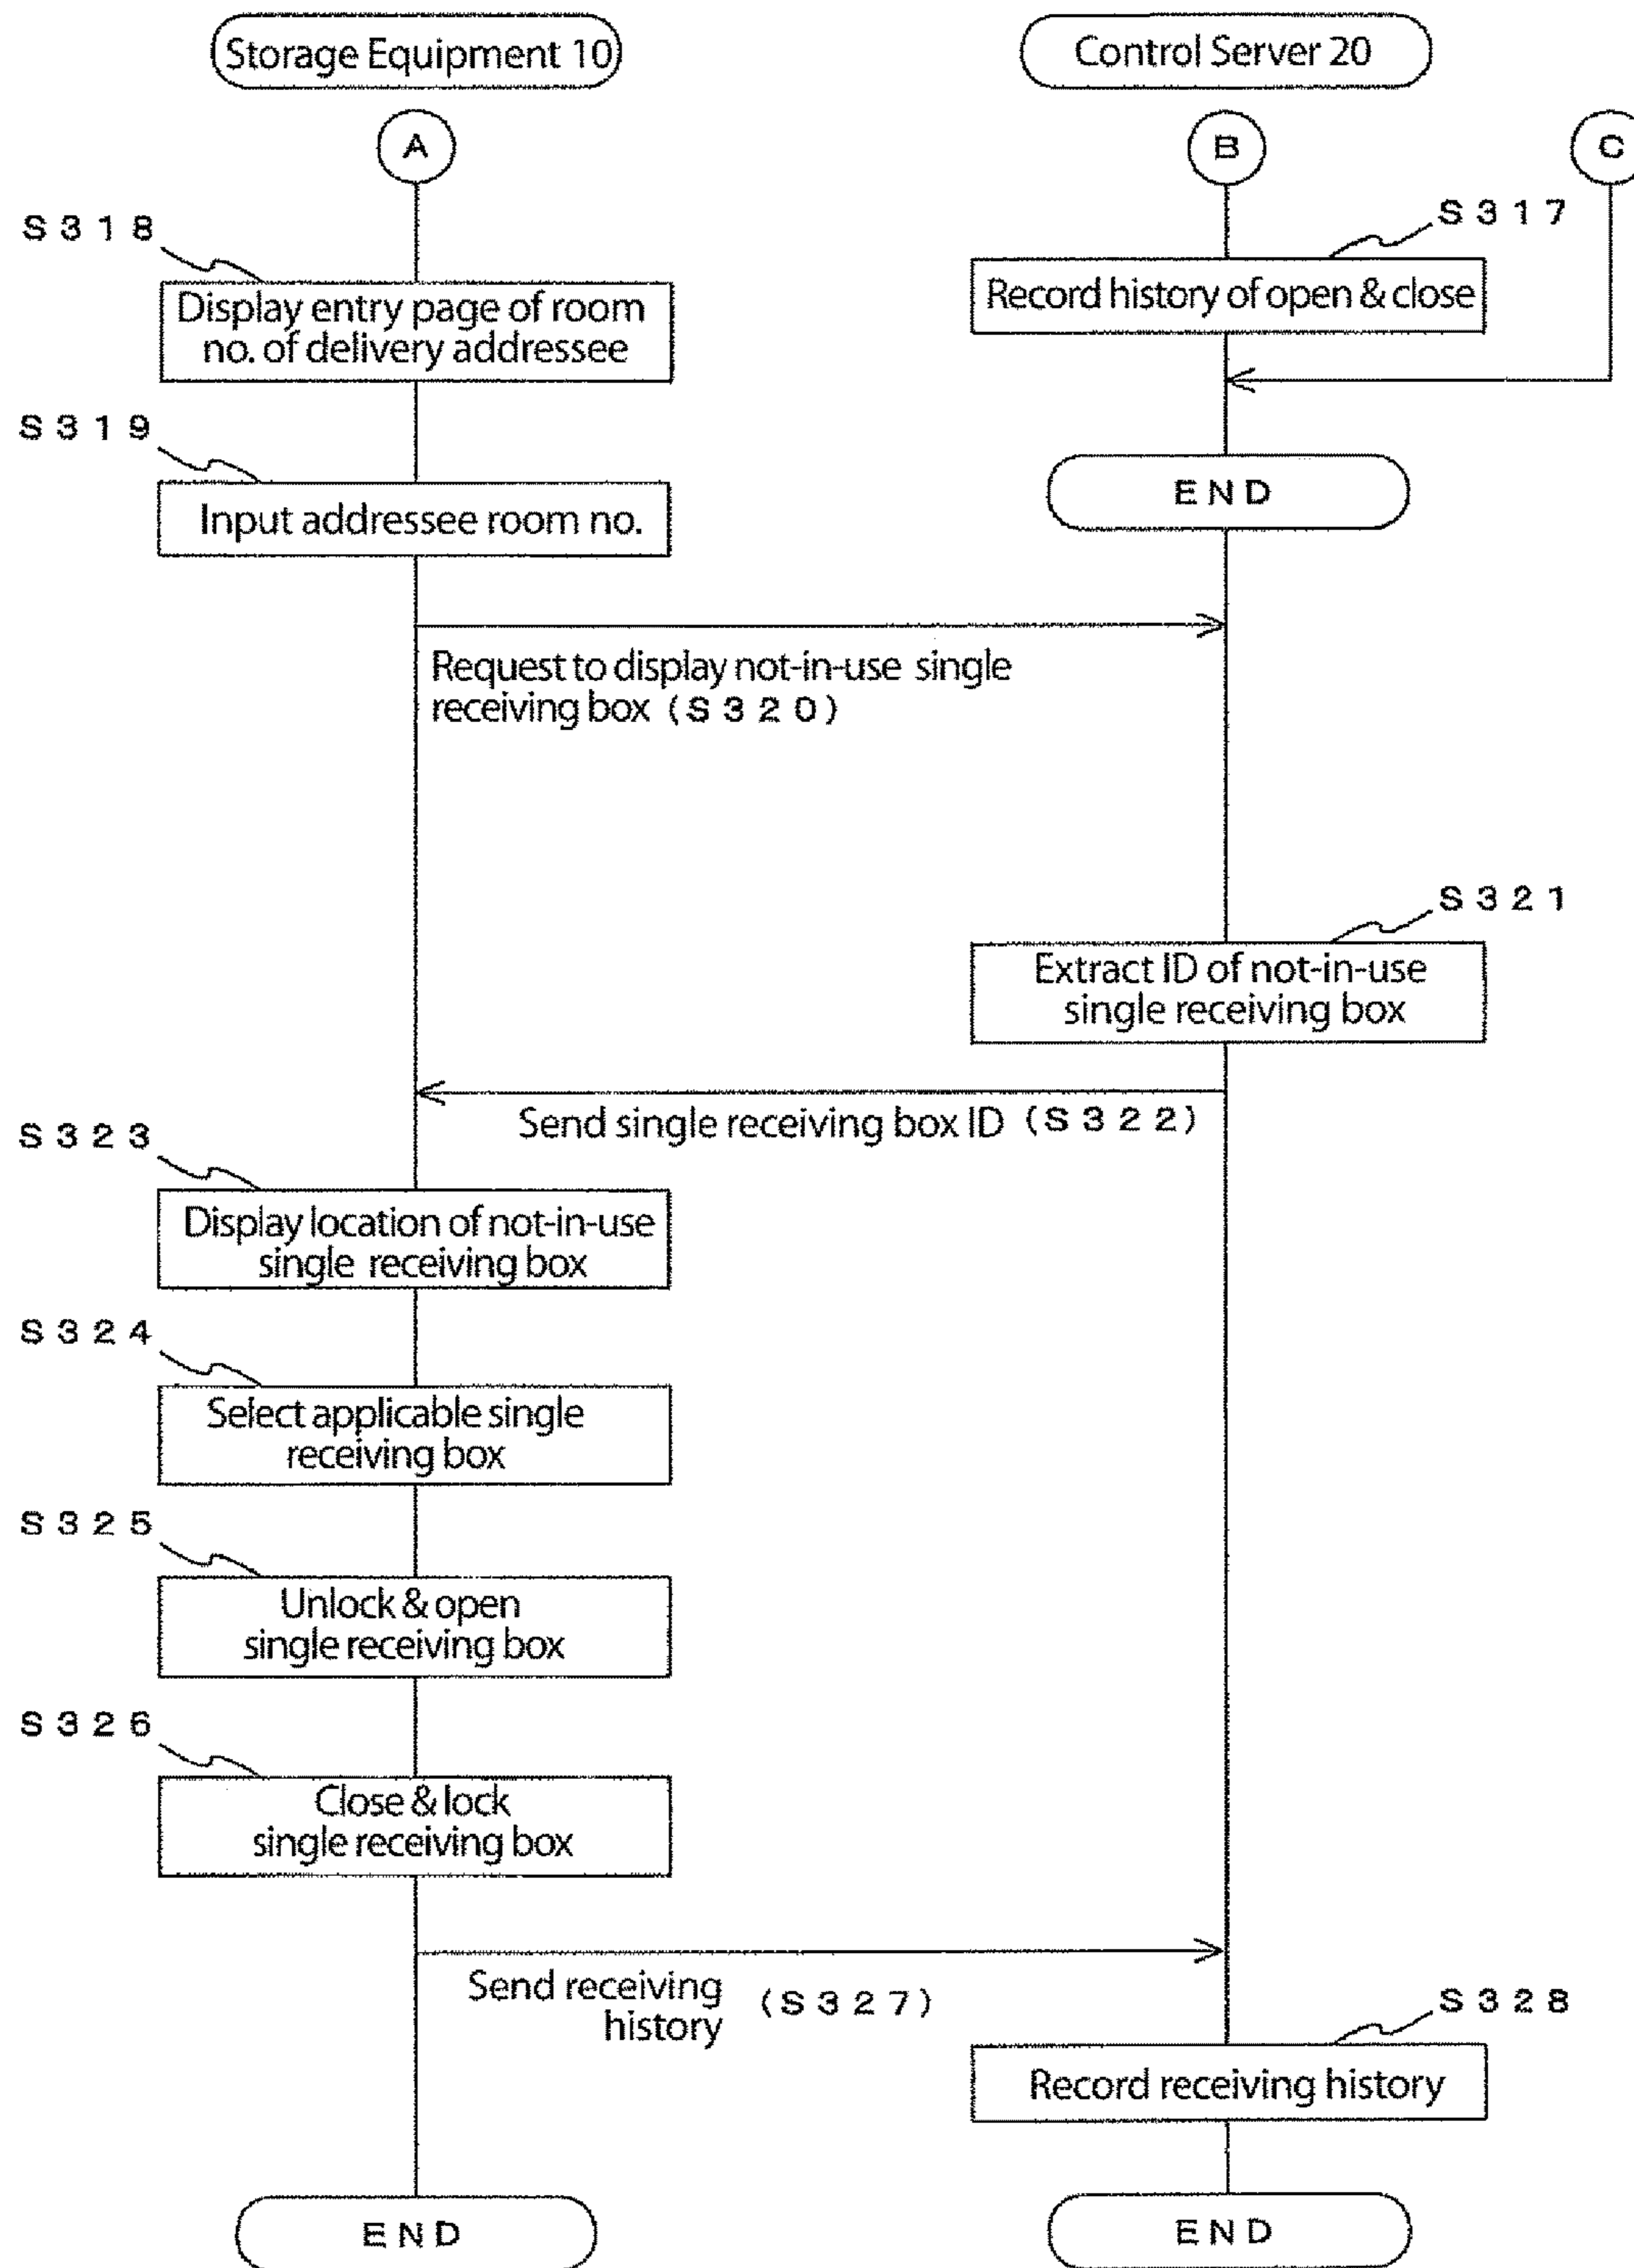 Storage Equipment 10
Control Server 20
A
B
C
S318
S317
Display entry page of room
no. of delivery addressee
Record history of open & close
S319
Input addressee room no.
END
Request to display not-in-use single
receiving box (S320)
S321
Extract ID of not-in-use
single receiving box
Send single receiving box ID (S322)
S323
Display location of not-in-use
single receiving box
S324
Select applicable single
receiving box
S325
Unlock & open
single receiving box
S326
Close & lock
single receiving box
Send receiving
history (S327)
S328
Record receiving history
END
END